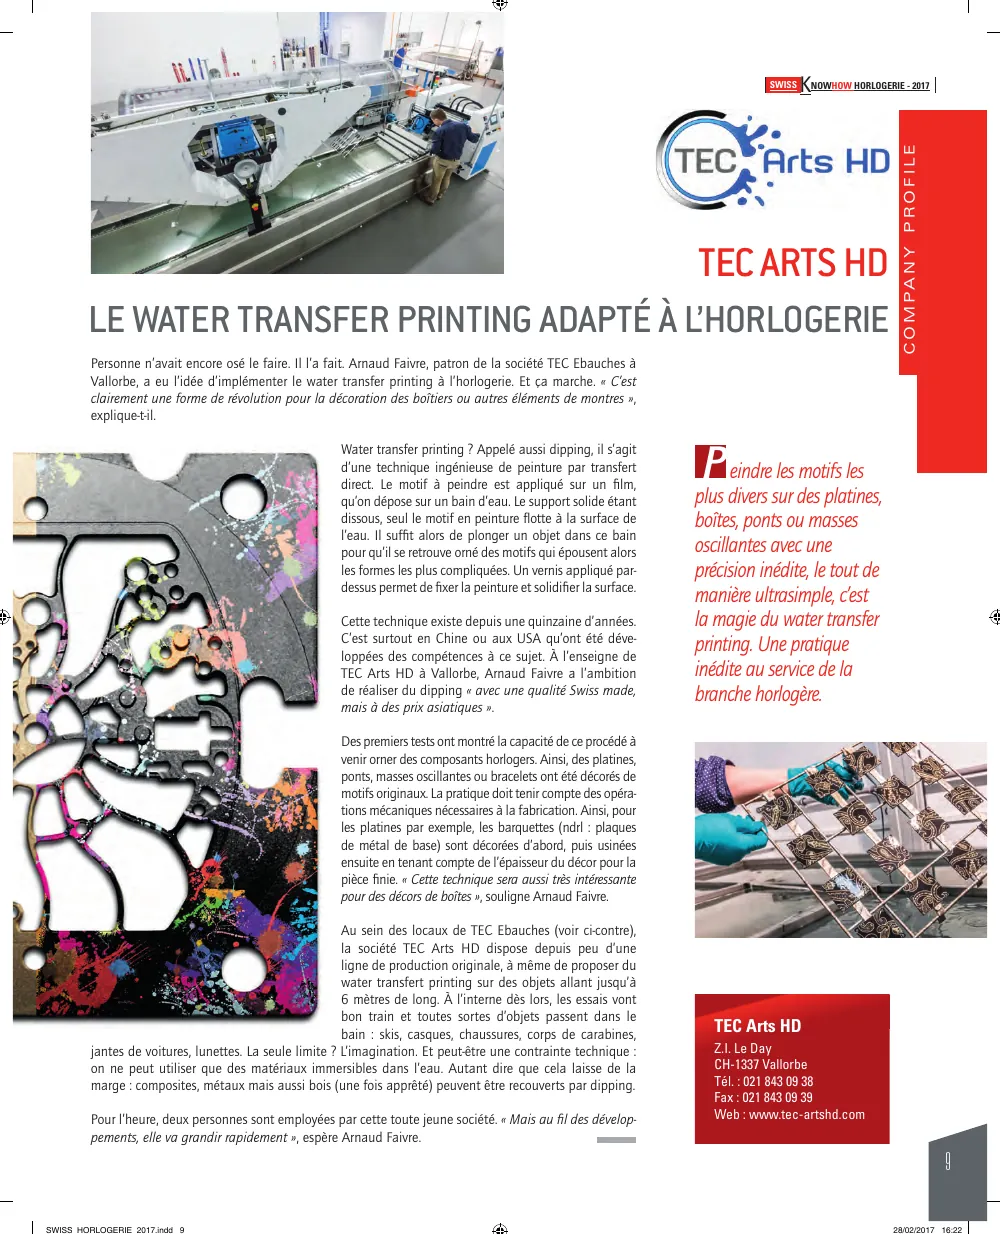 SWISS KNOWHOW HORLOGERIE - 2017
TEC Arts HD
COMPANY PROFILE
TEC ARTS HD
LE WATER TRANSFER PRINTING ADAPTÉ À L’HORLOGERIE
Personne n’avait encore osé le faire. Il l’a fait. Arnaud Faivre, patron de la société TEC Ebauches à
Vallorbe, a eu l’idée d’implémenter le water transfer printing à l’horlogerie. Et ça marche. « C’est
clairement une forme de révolution pour la décoration des boîtiers ou autres éléments de montres »,
explique-t-il.
Water transfer printing ? Appelé aussi dipping, il s’agit
d’une technique ingénieuse de peinture par transfert
direct. Le motif à peindre est appliqué sur un film,
qu’on dépose sur un bain d’eau. Le support solide étant
dissous, seul le motif en peinture flotte à la surface de
l’eau. Il suffit alors de plonger un objet dans ce bain
pour qu’il se retrouve orné des motifs qui épousent alors
les formes les plus compliquées. Un vernis appliqué par-
dessus permet de fixer la peinture et solidifier la surface.
Cette technique existe depuis une quinzaine d’années.
C’est surtout en Chine ou aux USA qu’ont été déve-
loppées des compétences à ce sujet. À l’enseigne de
TEC Arts HD à Vallorbe, Arnaud Faivre a l’ambition
de réaliser du dipping « avec une qualité Swiss made,
mais à des prix asiatiques ».
Des premiers tests ont montré la capacité de ce procédé à
venir orner des composants horlogers. Ainsi, des platines,
ponts, masses oscillantes ou bracelets ont été décorés de
motifs originaux. La pratique doit tenir compte des opéra-
tions mécaniques nécessaires à la fabrication. Ainsi, pour
les platines par exemple, les barquettes (ndrl : plaques
de métal de base) sont décorées d’abord, puis usinées
ensuite en tenant compte de l’épaisseur du décor pour la
pièce finie. « Cette technique sera aussi très intéressante
pour des décors de boîtes », souligne Arnaud Faivre.
Au sein des locaux de TEC Ebauches (voir ci-contre),
la société TEC Arts HD dispose depuis peu d’une
ligne de production originale, à même de proposer du
water transfert printing sur des objets allant jusqu’à
6 mètres de long. À l’interne dès lors, les essais vont
bon train et toutes sortes d’objets passent dans le
bain : skis, casques, chaussures, corps de carabines,
jantes de voitures, lunettes. La seule limite ? L’imagination. Et peut-être une contrainte technique :
on ne peut utiliser que des matériaux immersibles dans l’eau. Autant dire que cela laisse de la
marge : composites, métaux mais aussi bois (une fois apprêté) peuvent être recouverts par dipping.
Pour l’heure, deux personnes sont employées par cette toute jeune société. « Mais au fil des dévelop-
pements, elle va grandir rapidement », espère Arnaud Faivre.
Peindre les motifs les
plus divers sur des platines,
boîtes, ponts ou masses
oscillantes avec une
précision inédite, le tout de
manière ultrasimple, c’est
la magie du water transfer
printing. Une pratique
inédite au service de la
branche horlogère.
TEC Arts HD
Z.I. Le Day
CH-1337 Vallorbe
Tél. : 021 843 09 38
Fax : 021 843 09 39
Web : www.tec-artshd.com
9
SWISS HORLOGERIE 2017.indd 9
28/02/2017 16:22